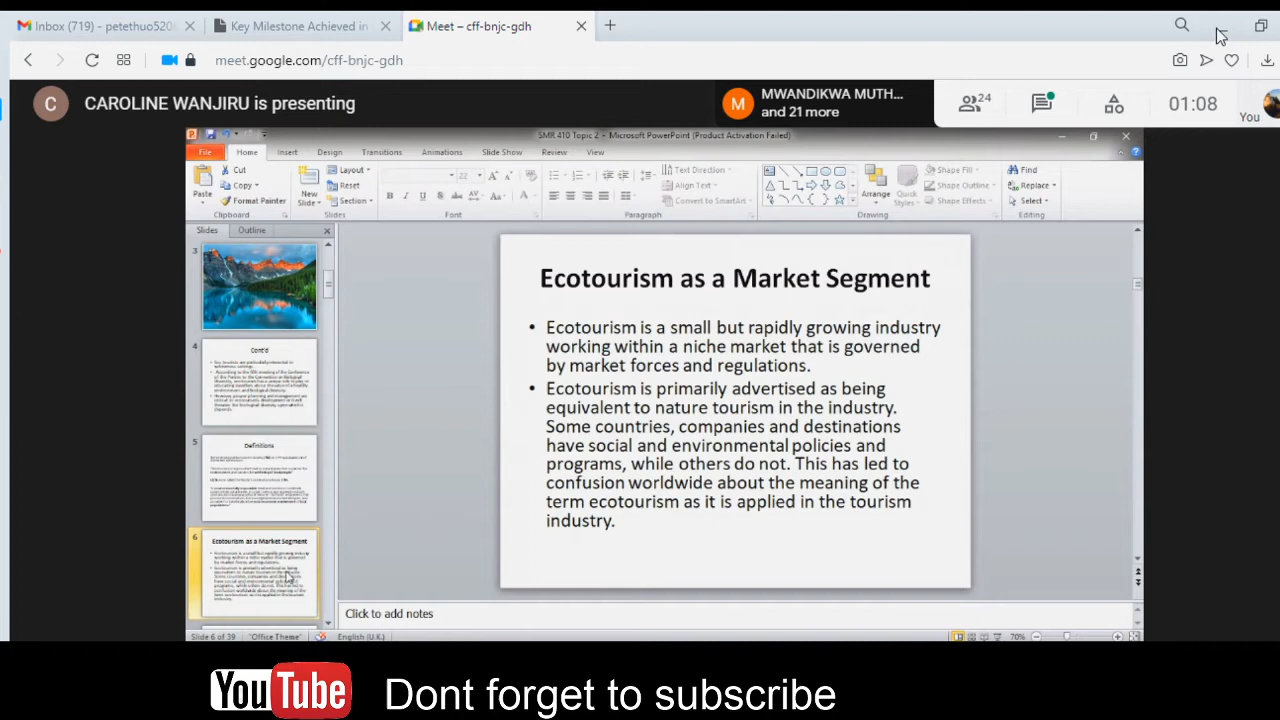 Inbox (719) - petethuo520
Key Milestone Achieved in
Meet – cff-bnjc-gdh
meet.google.com/cff-bnjc-gdh
C
CAROLINE WANJIRU is presenting
M
MWANDIKWA MUTH...
and 21 more
24
01:08
You
SMR 410 Topic 2 - Microsoft PowerPoint (Product Activation Failed)
File
Home
Insert
Design
Transitions
Animations
Slide Show
Review
View
Paste
Cut
Copy
Format Painter
Clipboard
New
Slide
Layout
Reset
Section
Slides
22
Font
Paragraph
Text Direction
Align Text
Convert to SmartArt
Arrange
Quick
Styles
Shape Fill
Shape Outline
Shape Effects
Drawing
Find
Replace
Select
Editing
Slides
Outline
3
4
Cont'd
5
Definitions
6
Ecotourism as a Market Segment
Ecotourism as a Market Segment
• Ecotourism is a small but rapidly growing industry
working within a niche market that is governed
by market forces and regulations.
• Ecotourism is primarily advertised as being
equivalent to nature tourism in the industry.
Some countries, companies and destinations
have social and environmental policies and
programs, while others do not. This has led to
confusion worldwide about the meaning of the
term ecotourism as it is applied in the tourism
industry.
Click to add notes
Slide 6 of 39
"Office Theme"
English (U.K.)
70%
YouTube
Dont forget to subscribe